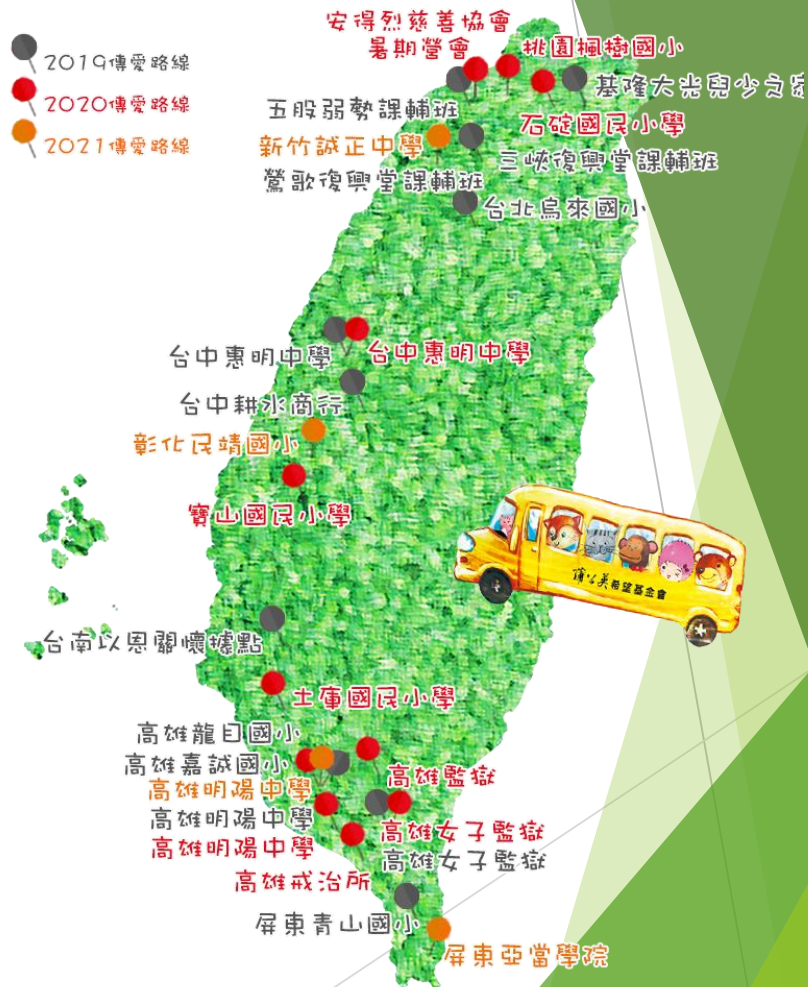 安得烈慈善協會
暑期營會
桃園楓樹國小
2019傳愛路線
基隆大光兒少之家
2020傳愛路線
五股弱勢課輔班
石碇國民小學
2021傳愛路線
新竹誠正中學
三峽復興堂課輔班
鶯歌復興堂課輔班
台北烏來國小
台中惠明中學
台中惠明中學
台中耕水商行
彰化民靖國小
寶山國民小學
蒲公英希望基金會
台南以恩關懷據點
土庫國民小學
高雄龍目國小
高雄嘉誠國小
高雄監獄
高雄明陽中學
高雄明陽中學
高雄女子監獄
高雄明陽中學
高雄女子監獄
高雄戒治所
屏東青山國小
屏東亞當學院